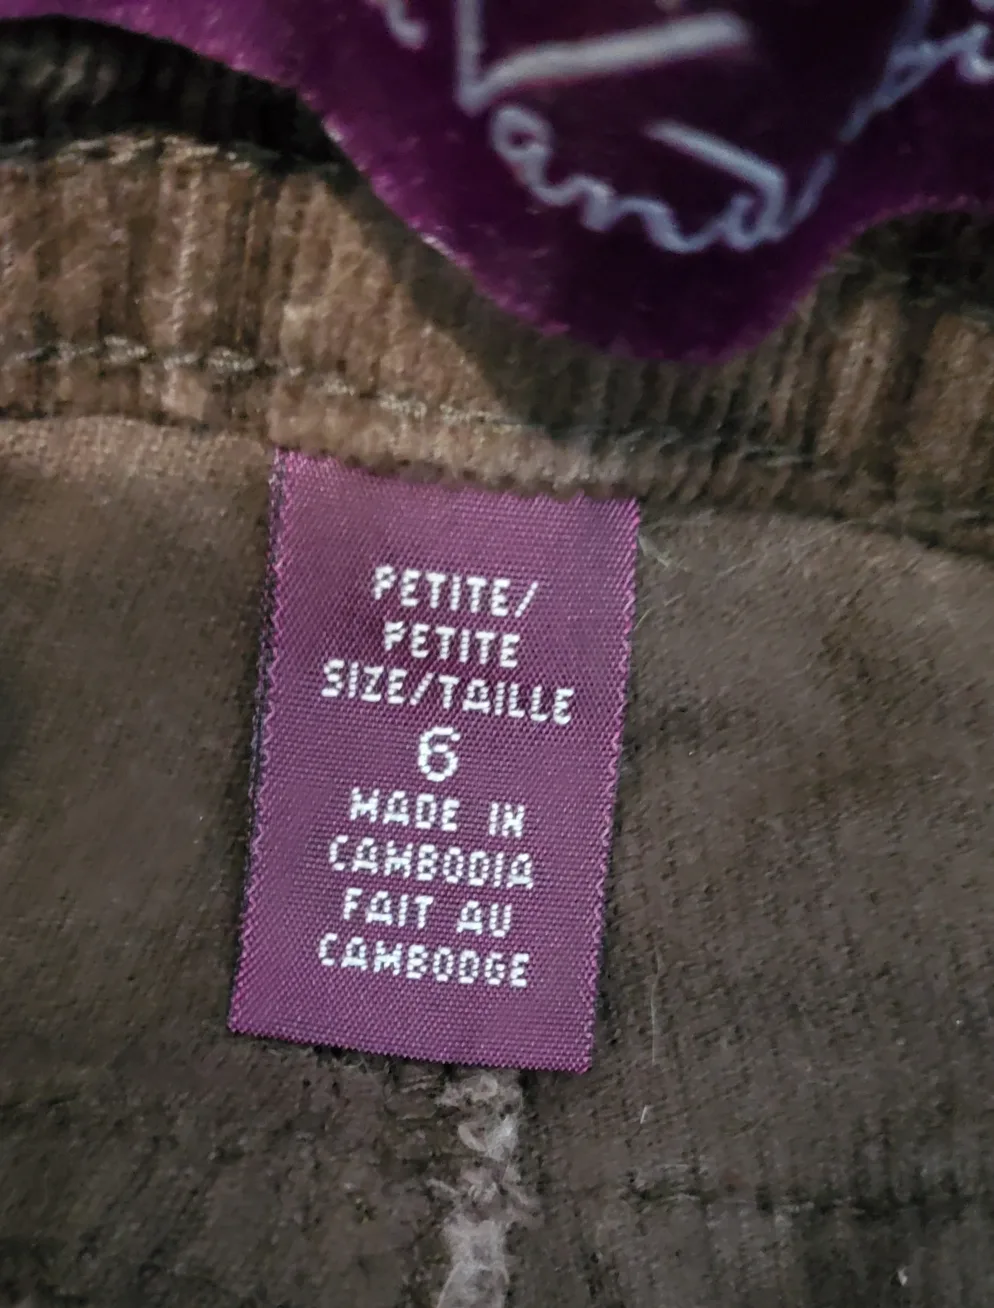 PETITE/
PETITE
SIZE/TAILLE
6
MADE IN
CAMBODIA
FAIT AU
CAMBODGE